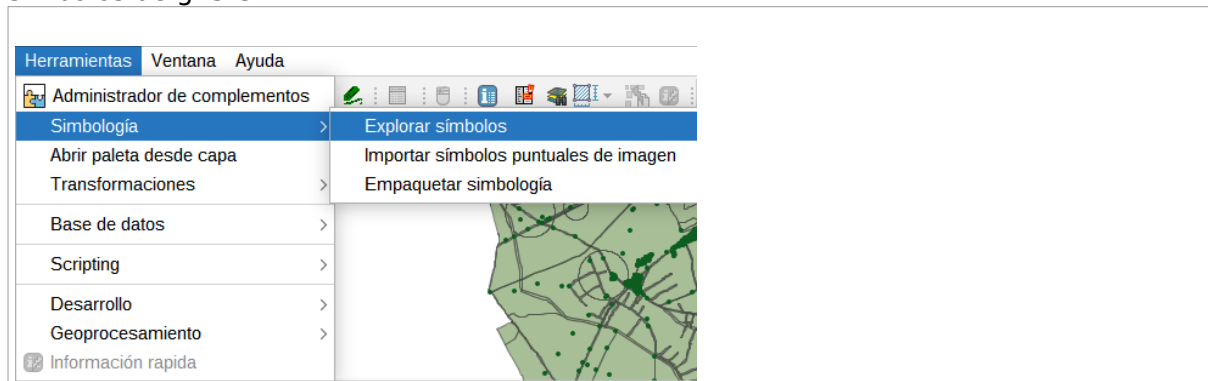 Herramientas Ventana Ayuda
Administrador de complementos
Simbología > Explorar símbolos
Abrir paleta desde capa Importar símbolos puntuales de imagen
Transformaciones > Empaquetar simbología
Base de datos >
Scripting >
Desarrollo >
Geoprocesamiento >
Información rapida